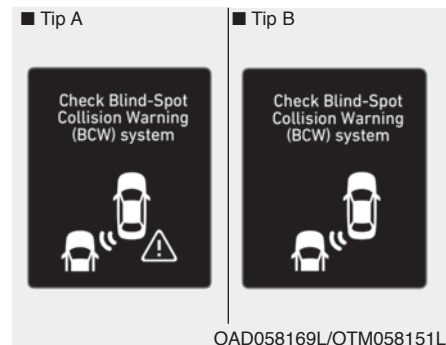 ■ Tip A
Check Blind-Spot
Collision Warning
(BCW) system
■ Tip B
Check Blind-Spot
Collision Warning
(BCW) system
OAD058169L/OTM058151L